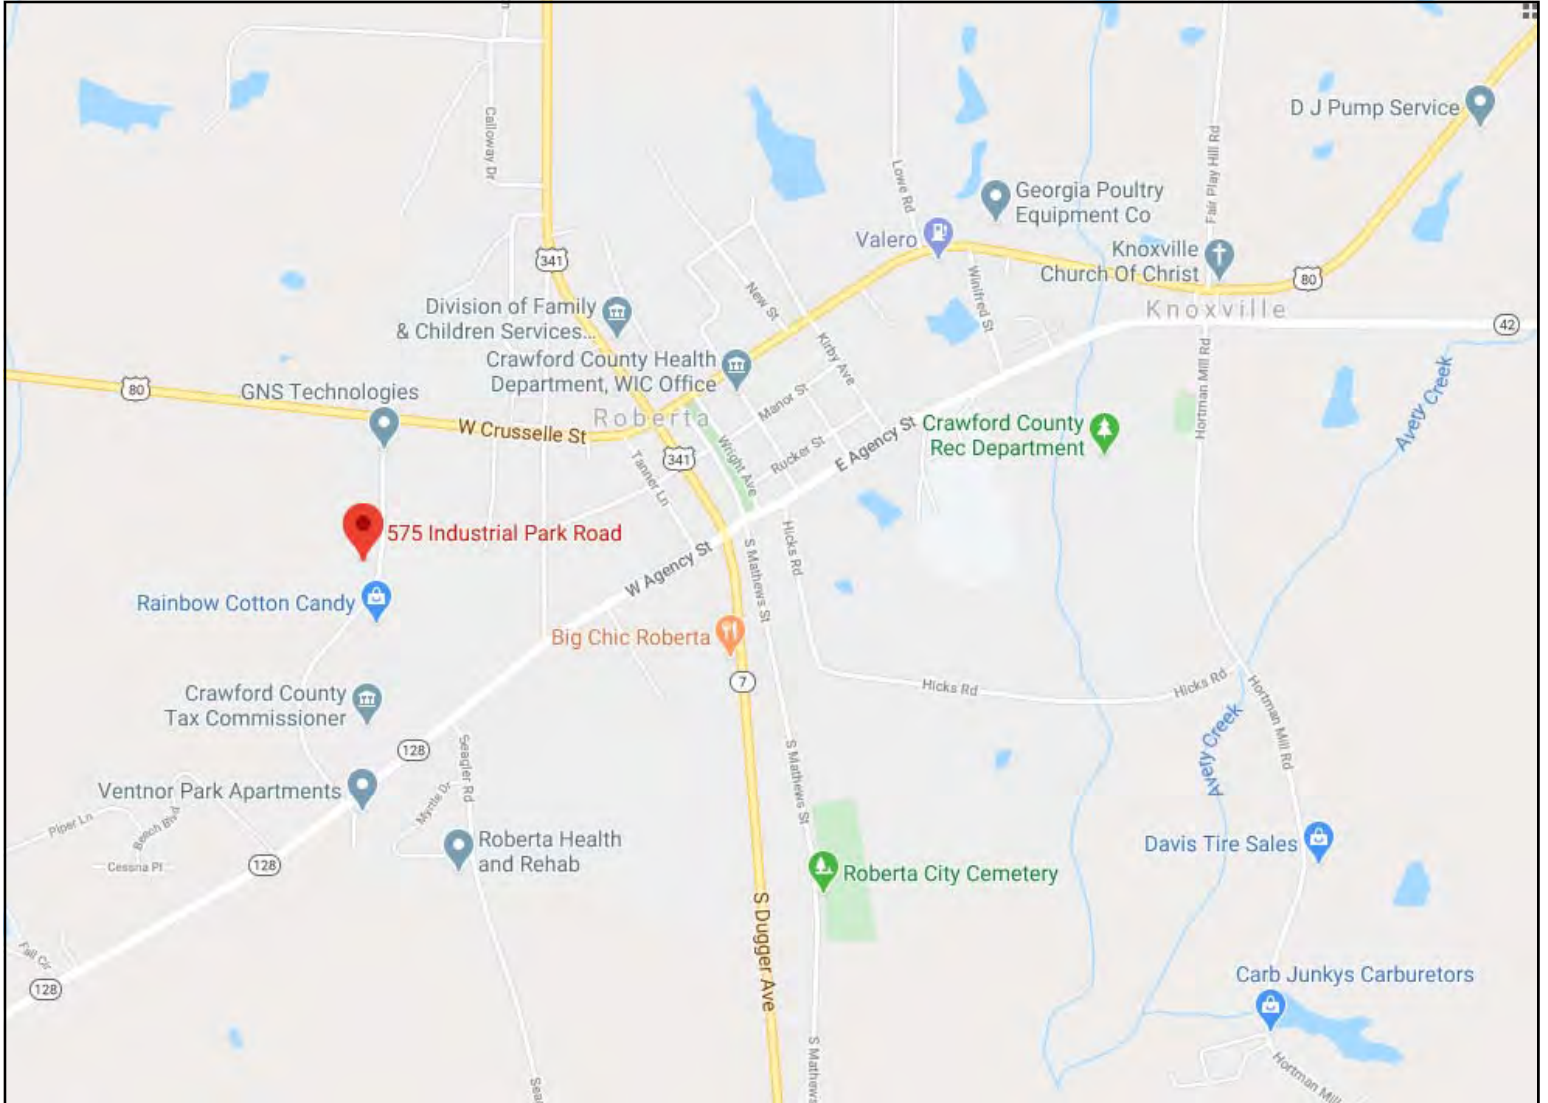 Calloway Dr
Lowe Rd
Fair Play Hill Rd
D J Pump Service
Georgia Poultry
Equipment Co
Valero
Knoxville
Church Of Christ
341
80
Winifred St
New St
Knoxville
42
Division of Family
& Children Services...
Crawford County Health
Department, WIC Office
Kirby Ave
Hortman Mill Rd
80
GNS Technologies
Manor St
Avery Creek
Roberta
W Crusselle St
341
Wright Ave
Rucker St
E Agency St
Crawford County
Rec Department
Tanner Ln
575 Industrial Park Road
W Agency St
S Mathews St
Hicks Rd
Rainbow Cotton Candy
Big Chic Roberta
7
Hicks Rd
Hicks Rd
Hortman Mill Rd
Avery Creek
Crawford County
Tax Commissioner
128
Seagler Rd
S Mathews St
Ventnor Park Apartments
Myrtle Dr
Piper Ln
Beech Blvd
Cessna Pl
128
Roberta Health
and Rehab
Davis Tire Sales
Roberta City Cemetery
S Dugger Ave
Fall Cir
128
Carb Junkys Carburetors
S Mathews
Sea
Hortman Mill